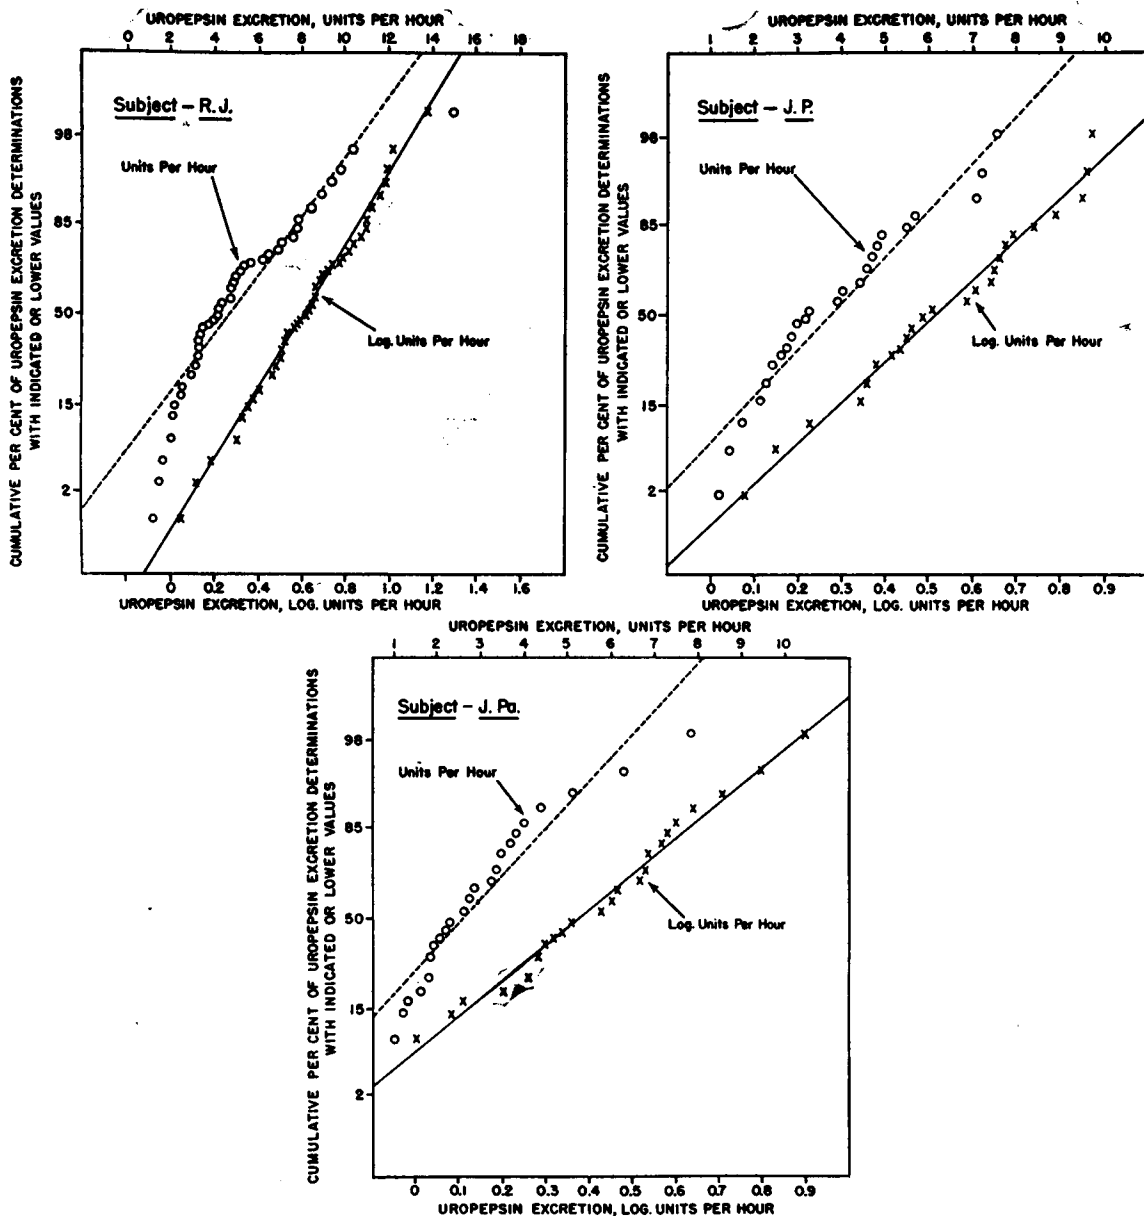 UROPEPSIN EXCRETION, UNITS PER HOUR
0 2 4 6 8 10 12 14 16 18
CUMULATIVE PER CENT OF UROPEPSIN EXCRETION DETERMINATIONS
WITH INDICATED OR LOWER VALUES
98
85
50
15
2
Subject - R.J.
Units Per Hour
Log. Units Per Hour
0 0.2 0.4 0.6 0.8 1.0 1.2 1.4 1.6
UROPEPSIN EXCRETION, LOG. UNITS PER HOUR
UROPEPSIN EXCRETION, UNITS PER HOUR
1 2 3 4 5 6 7 8 9 10
CUMULATIVE PER CENT OF UROPEPSIN EXCRETION DETERMINATIONS
WITH INDICATED OR LOWER VALUES
98
85
50
15
2
Subject - J.P.
Units Per Hour
Log. Units Per Hour
0 0.1 0.2 0.3 0.4 0.5 0.6 0.7 0.8 0.9
UROPEPSIN EXCRETION, LOG. UNITS PER HOUR
UROPEPSIN EXCRETION, UNITS PER HOUR
1 2 3 4 5 6 7 8 9 10
CUMULATIVE PER CENT OF UROPEPSIN EXCRETION DETERMINATIONS
WITH INDICATED OR LOWER VALUES
98
85
50
15
2
Subject - J. Pa.
Units Per Hour
Log. Units Per Hour
0 0.1 0.2 0.3 0.4 0.5 0.6 0.7 0.8 0.9
UROPEPSIN EXCRETION, LOG. UNITS PER HOUR